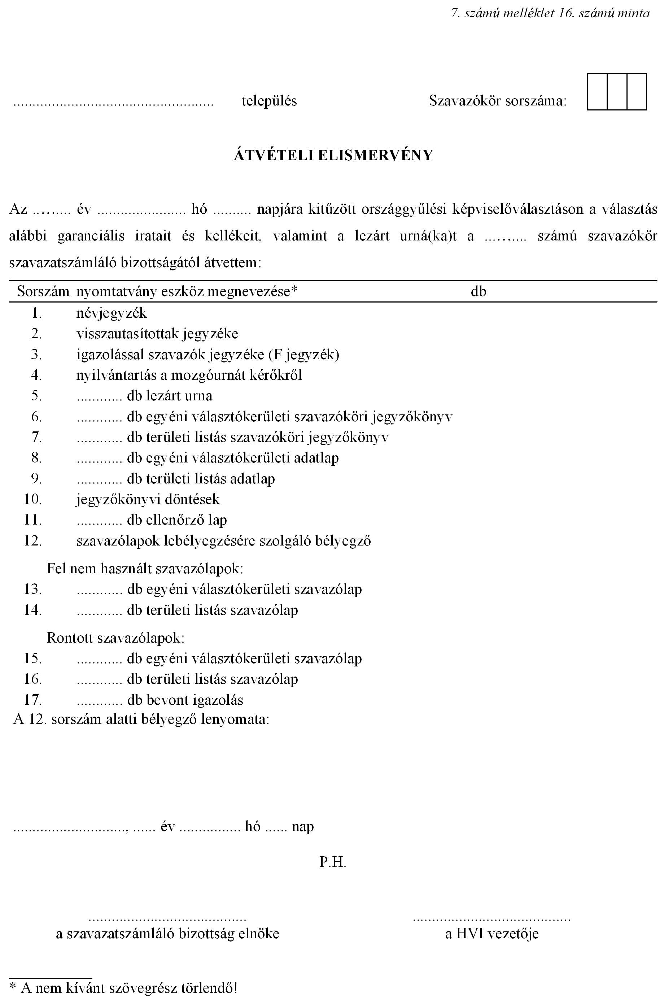 7. számú melléklet 16. számú minta
.................................................... település Szavazókör sorszáma:
ÁTVÉTELI ELISMERVÉNY
Az ..…..... év ....................... hó .......... napjára kitűzött országgyűlési képviselőválasztáson a választás
alábbi garanciális iratait és kellékeit, valamint a lezárt urná(ka)t a ...…..... számú szavazókör
szavazatszámláló bizottságától átvettem:
Sorszám nyomtatvány eszköz megnevezése* db
1. névjegyzék
2. visszautasítottak jegyzéke
3. igazolással szavazók jegyzéke (F jegyzék)
4. nyilvántartás a mozgóurnát kérőkről
5. ............ db lezárt urna
6. ............ db egyéni választókerületi szavazóköri jegyzőkönyv
7. ............ db területi listás szavazóköri jegyzőkönyv
8. ............ db egyéni választókerületi adatlap
9. ............ db területi listás adatlap
10. jegyzőkönyvi döntések
11. ............ db ellenőrző lap
12. szavazólapok lebélyegzésére szolgáló bélyegző
Fel nem használt szavazólapok:
13. ............ db egyéni választókerületi szavazólap
14. ............ db területi listás szavazólap
Rontott szavazólapok:
15. ............ db egyéni választókerületi szavazólap
16. ............ db területi listás szavazólap
17. ............ db bevont igazolás
A 12. sorszám alatti bélyegző lenyomata:
............................., ...... év ................ hó ...... nap
P.H.
......................................... .........................................
a szavazatszámláló bizottság elnöke a HVI vezetője
* A nem kívánt szövegrész törlendő!